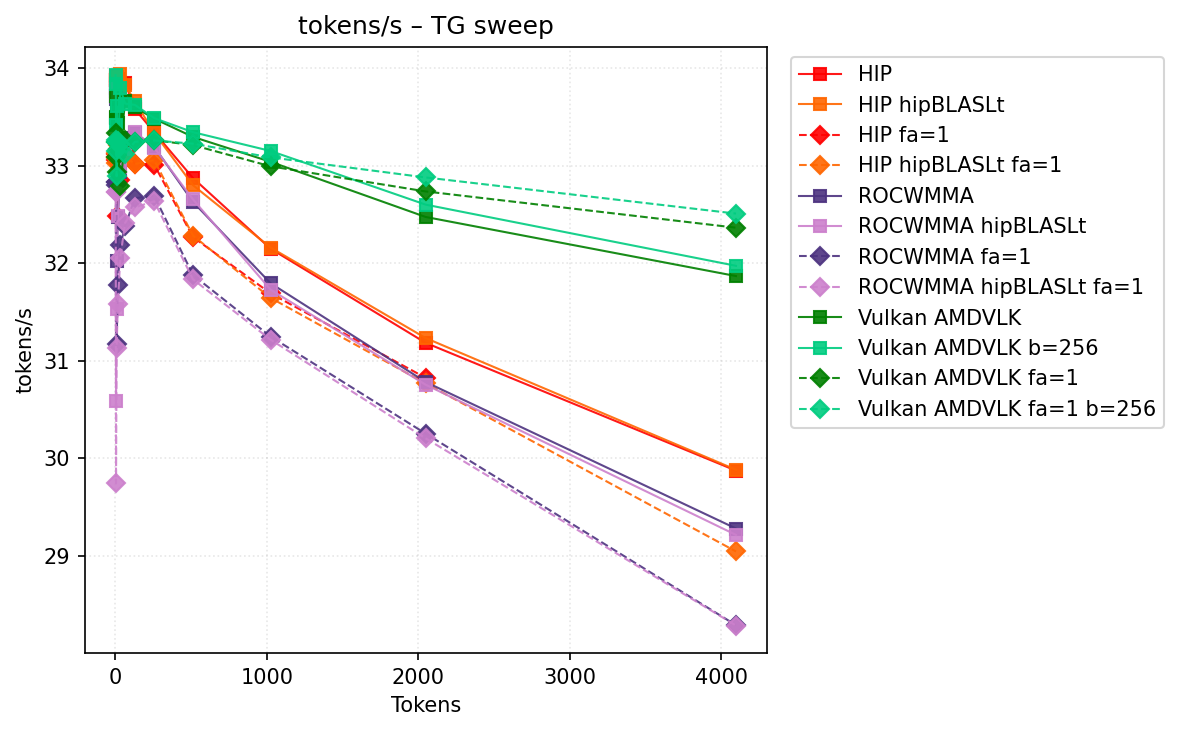 tokens/s – TG sweep
tokens/s
34
33
32
31
30
29
0 1000 2000 3000 4000
Tokens
HIP
HIP hipBLASLt
HIP fa=1
HIP hipBLASLt fa=1
ROCWMMA
ROCWMMA hipBLASLt
ROCWMMA fa=1
ROCWMMA hipBLASLt fa=1
Vulkan AMDVLK
Vulkan AMDVLK b=256
Vulkan AMDVLK fa=1
Vulkan AMDVLK fa=1 b=256